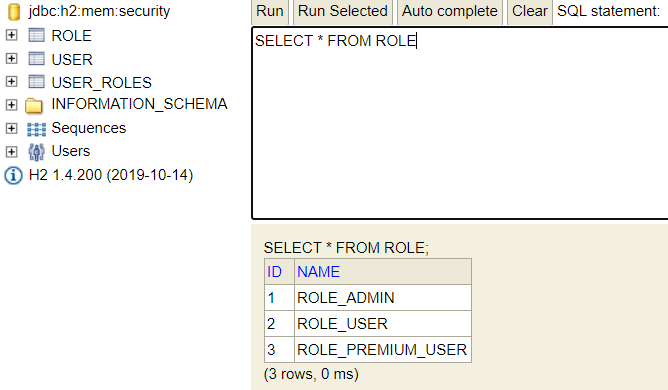 jdbc:h2:mem:security
ROLE
USER
USER_ROLES
INFORMATION_SCHEMA
Sequences
Users
H2 1.4.200 (2019-10-14)
Run Run Selected Auto complete Clear SQL statement:
SELECT * FROM ROLE
SELECT * FROM ROLE;
ID NAME
1 ROLE_ADMIN
2 ROLE_USER
3 ROLE_PREMIUM_USER
(3 rows, 0 ms)